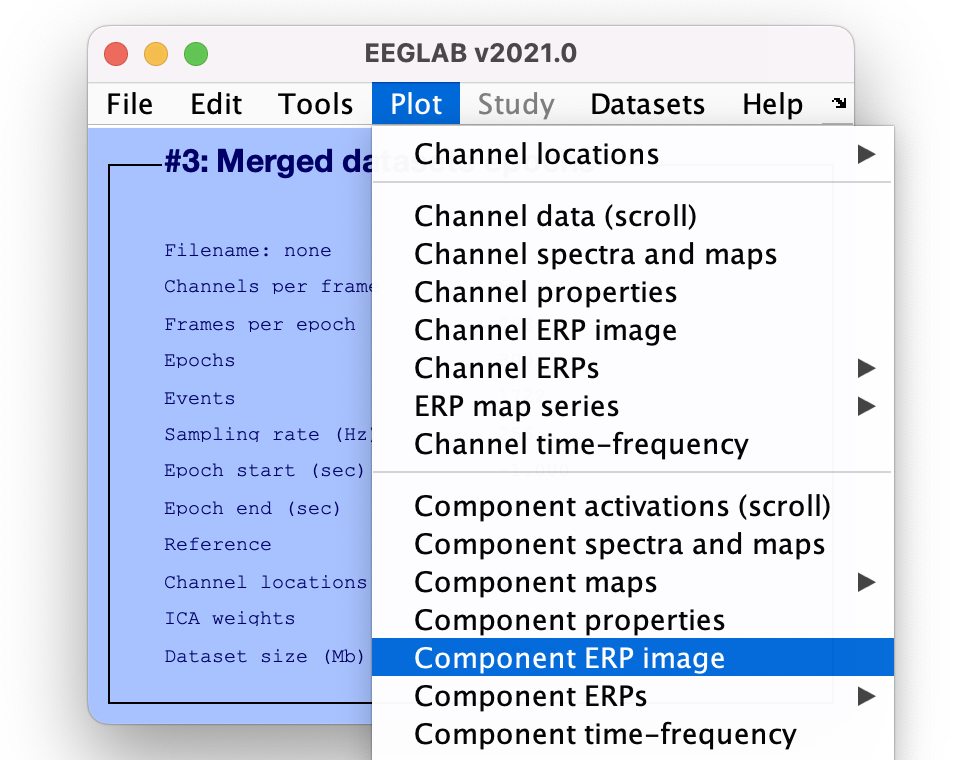 EEGLAB v2021.0
File Edit Tools Plot Study Datasets Help
#3: Merged datasets epochs
Filename: none
Channels per frame
Frames per epoch
Epochs
Events
Sampling rate (Hz)
Epoch start (sec)
Epoch end (sec)
Reference
Channel locations
ICA weights
Dataset size (Mb)
Channel locations
Channel data (scroll)
Channel spectra and maps
Channel properties
Channel ERP image
Channel ERPs
ERP map series
Channel time-frequency
Component activations (scroll)
Component spectra and maps
Component maps
Component properties
Component ERP image
Component ERPs
Component time-frequency